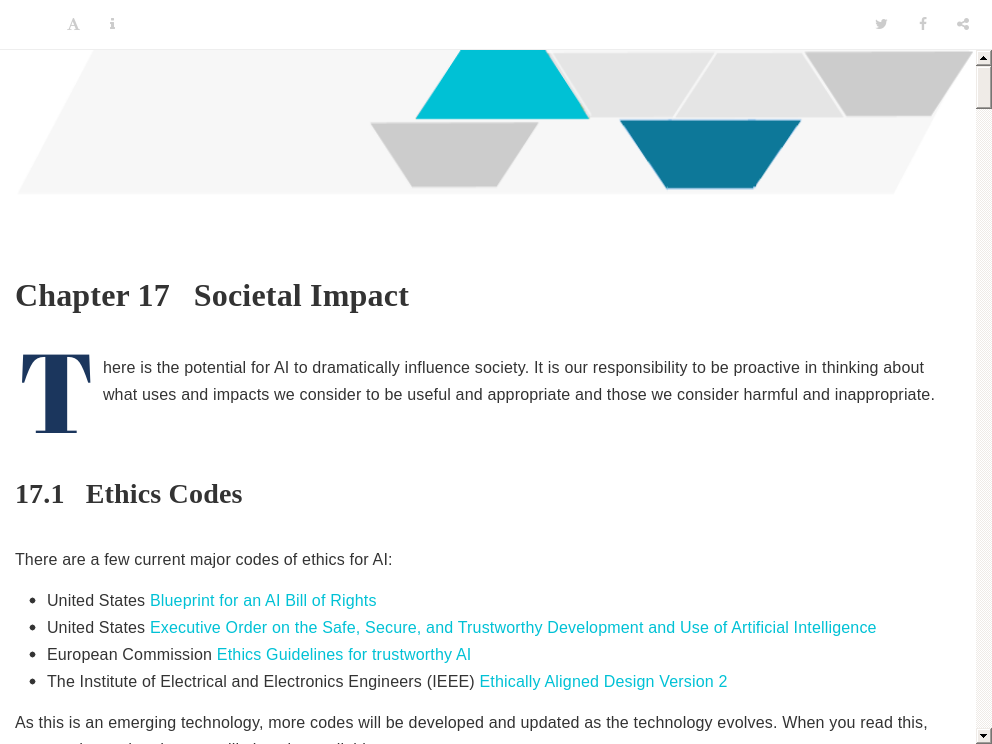 Chapter 17 Societal Impact
There is the potential for AI to dramatically influence society. It is our responsibility to be proactive in thinking about
what uses and impacts we consider to be useful and appropriate and those we consider harmful and inappropriate.
17.1 Ethics Codes
There are a few current major codes of ethics for AI:
• United States Blueprint for an AI Bill of Rights
• United States Executive Order on the Safe, Secure, and Trustworthy Development and Use of Artificial Intelligence
• European Commission Ethics Guidelines for trustworthy AI
• The Institute of Electrical and Electronics Engineers (IEEE) Ethically Aligned Design Version 2
As this is an emerging technology, more codes will be developed and updated as the technology evolves. When you read this,